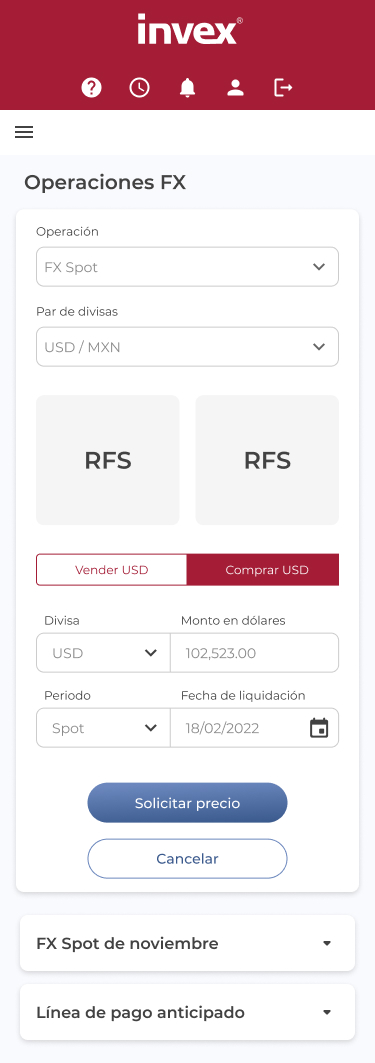 invex®
Operaciones FX
Operación
FX Spot
Par de divisas
USD / MXN
RFS RFS
Vender USD Comprar USD
Divisa Monto en dólares
USD 102,523.00
Periodo Fecha de liquidación
Spot 18/02/2022
Solicitar precio
Cancelar
FX Spot de noviembre
Línea de pago anticipado